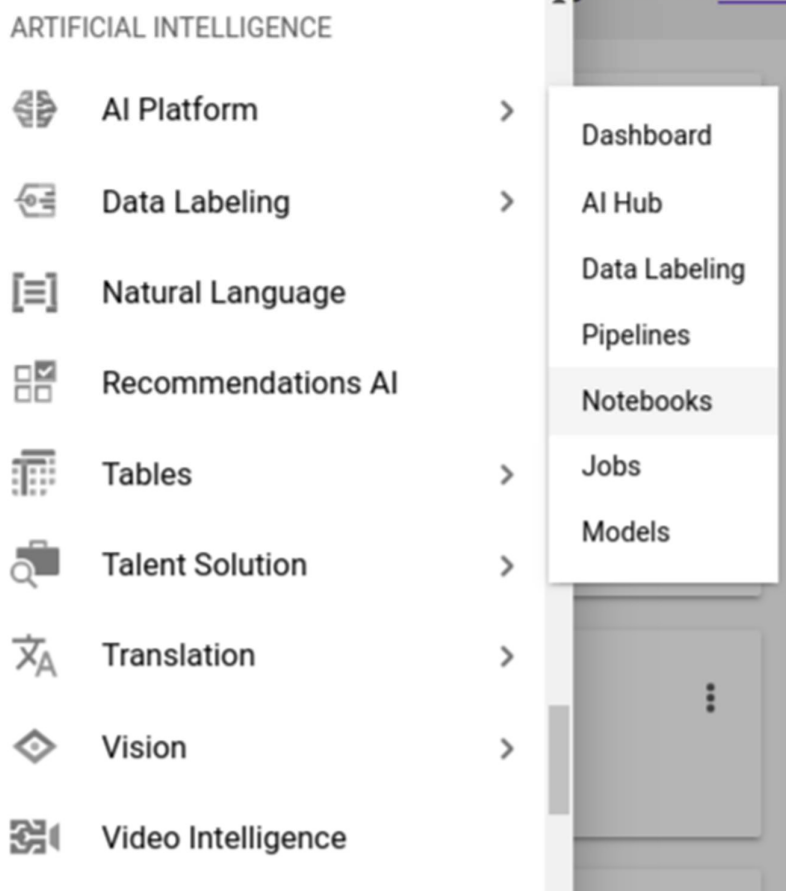 ARTIFICIAL INTELLIGENCE
AI Platform
Data Labeling
Natural Language
Recommendations AI
Tables
Talent Solution
Translation
Vision
Video Intelligence
Dashboard
AI Hub
Data Labeling
Pipelines
Notebooks
Jobs
Models